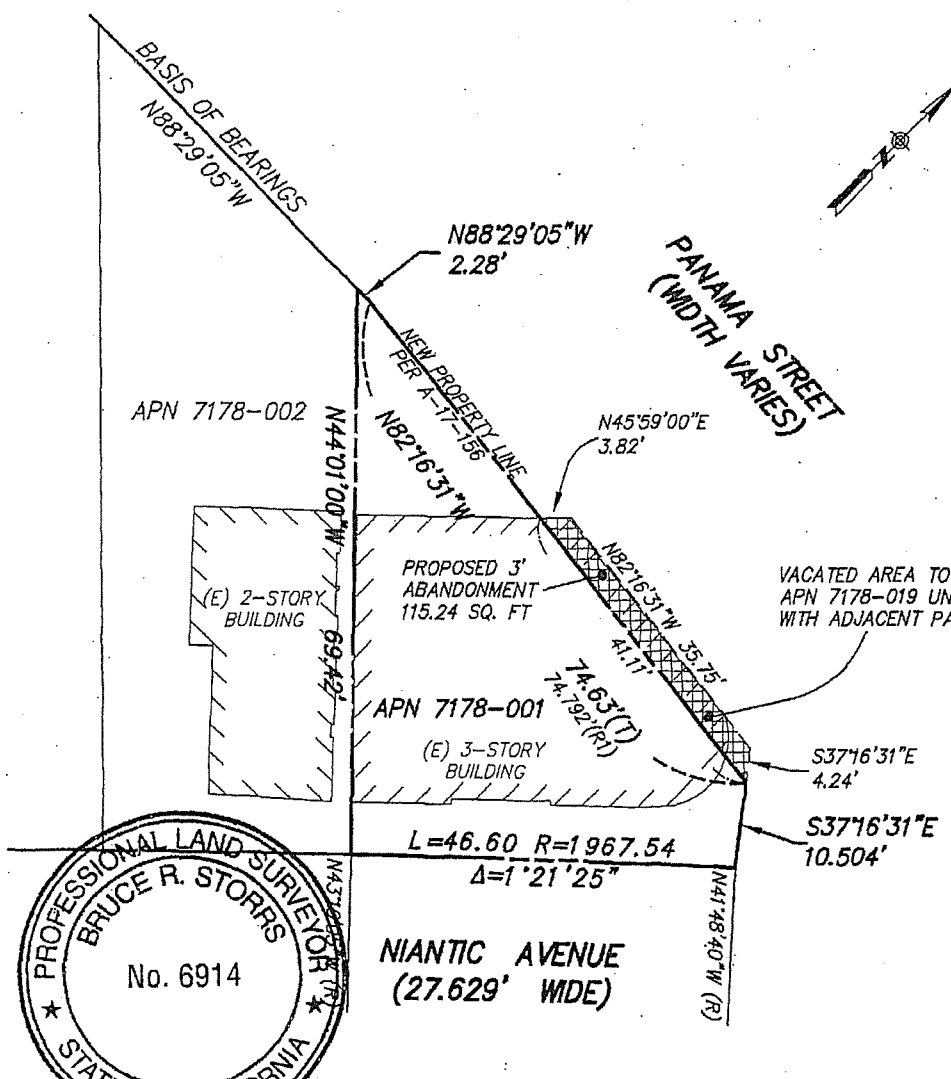 BASIS OF BEARINGS
N88°29'05"W
N88°29'05"W
2.28'
N
PANAMA STREET
(WIDTH VARIES)
NEW PROPERTY LINE
PER A-17-156
N82°16'31"W
APN 7178-002
N44°01'00"W
69.42'
N45°59'00"E
3.82'
(E) 2-STORY
BUILDING
PROPOSED 3'
ABANDONMENT
115.24 SQ. FT
N82°16'31"W
35.75'
41.11'
VACATED AREA TO
APN 7178-019 UN
WITH ADJACENT PA
74.63'(T)
74.792'(R1)
APN 7178-001
(E) 3-STORY
BUILDING
S37°16'31"E
4.24'
S37°16'31"E
10.504'
L=46.60 R=1967.54
Δ=1°21'25"
(R)
N41°48'40"W (R)
NIANTIC AVENUE
(27.629' WIDE)
PROFESSIONAL LAND SURVEYOR
BRUCE R. STORRS
No. 6914